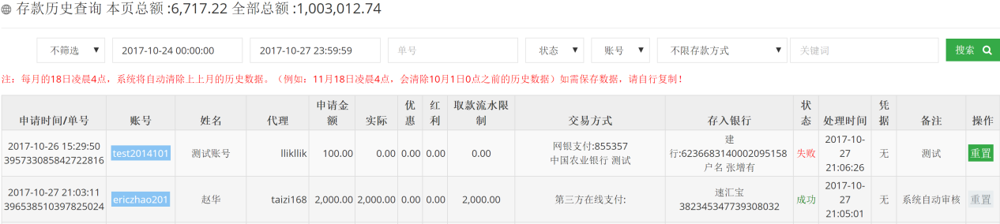 存款历史查询 本页总额 :6,717.22 全部总额 :1,003,012.74
不筛选 ▼ 2017-10-24 00:00:00 2017-10-27 23:59:59 单号 状态 ▼ 账号 ▼ 不限存款方式 ▼ 关键词 搜索
注：每月的18日凌晨4点，系统将自动清除上上月的历史数据。（例如：11月18日凌晨4点，会清除10月1日0点之前的历史数据）如需保存数据，请自行复制！
申请时间/单号 账号 姓名 代理 申请金额 实际 优惠 红利 取款流水限制 交易方式 存入银行 状态 处理时间 凭据 备注 操作
2017-10-26 15:29:50
395733085842722816
test2014101
测试账号
llikllik
100.00
0.00
0.00
0.00
0.00
网银支付:855357
中国农业银行 测试
建
行:6236683140002095158
户名 张增有
失败
2017-10-
27
21:06:26
无
测试
重置
2017-10-27 21:03:11
396538510397825024
ericzhao201
赵华
taizi168
2,000.00
2,000.00
0.00
0.00
2,000.00
第三方在线支付:
速汇宝
382345347739308032
成功
2017-10-
27
21:05:01
无
系统自动审核
重置